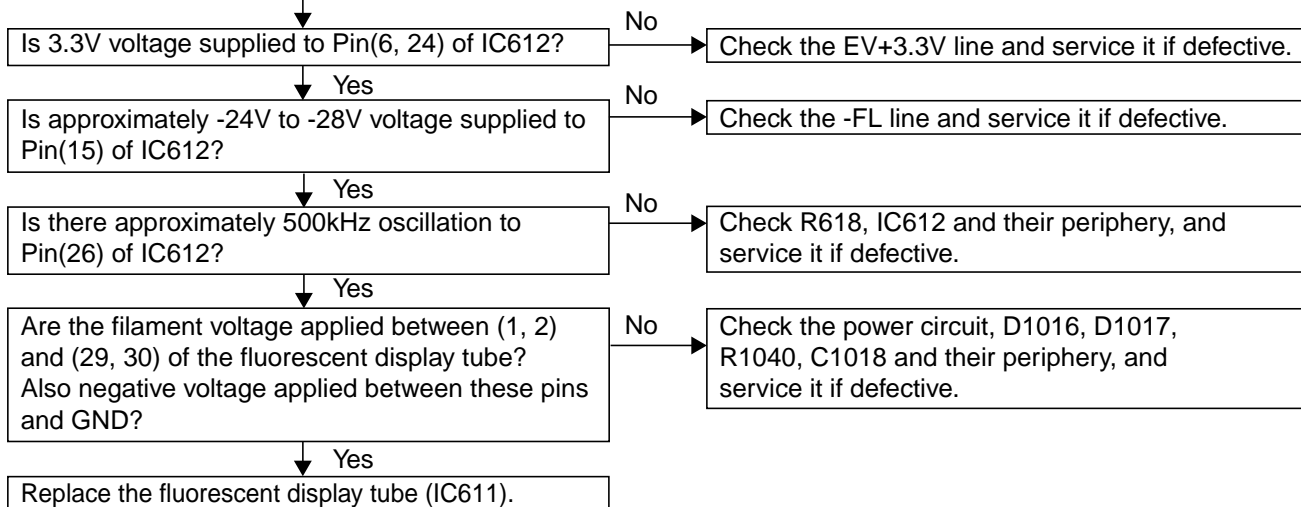 Is 3.3V voltage supplied to Pin(6, 24) of IC612?
No
Check the EV+3.3V line and service it if defective.
Yes
Is approximately -24V to -28V voltage supplied to
Pin(15) of IC612?
No
Check the -FL line and service it if defective.
Yes
Is there approximately 500kHz oscillation to
Pin(26) of IC612?
No
Check R618, IC612 and their periphery, and
service it if defective.
Yes
Are the filament voltage applied between (1, 2)
and (29, 30) of the fluorescent display tube?
Also negative voltage applied between these pins
and GND?
No
Check the power circuit, D1016, D1017,
R1040, C1018 and their periphery, and
service it if defective.
Yes
Replace the fluorescent display tube (IC611).